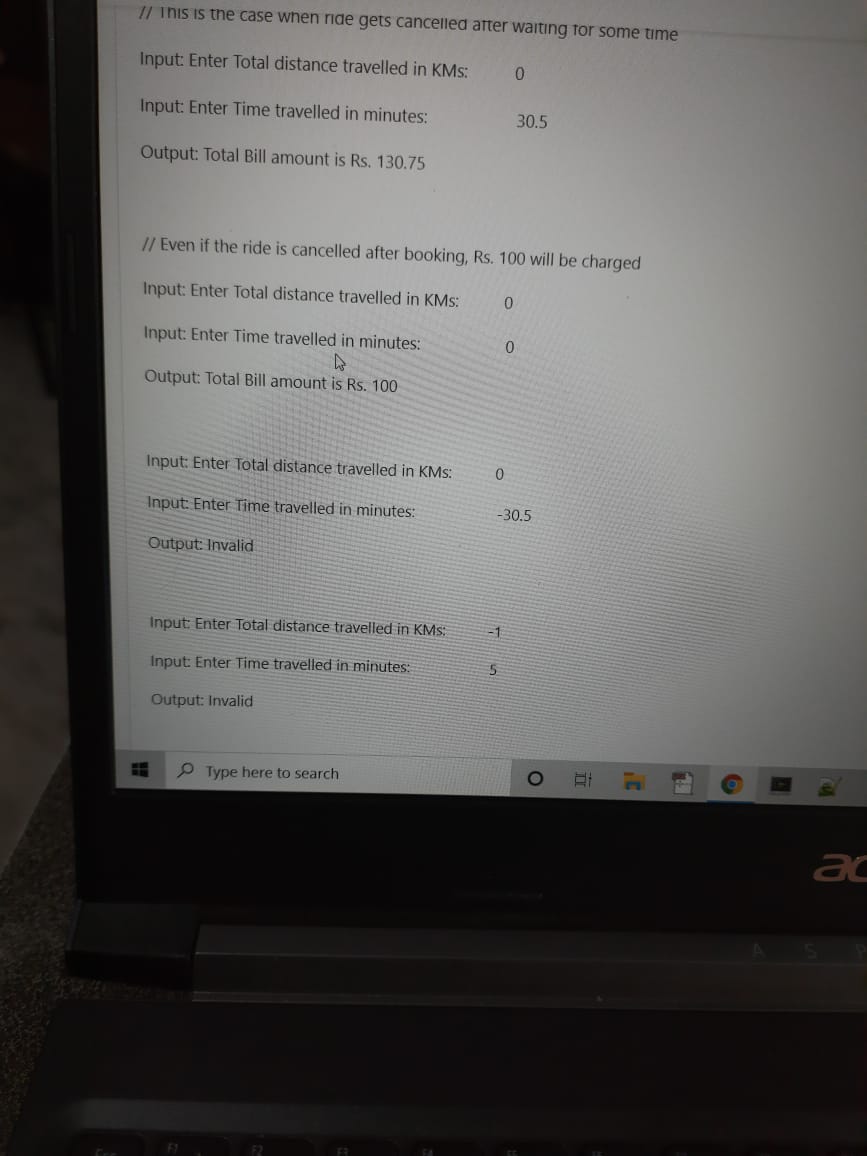 // This is the case when ride gets cancelled after waiting for some time
Input: Enter Total distance travelled in KMs: 0
Input: Enter Time travelled in minutes: 30.5
Output: Total Bill amount is Rs. 130.75
// Even if the ride is cancelled after booking, Rs. 100 will be charged
Input: Enter Total distance travelled in KMs: 0
Input: Enter Time travelled in minutes: 0
Output: Total Bill amount is Rs. 100
Input: Enter Total distance travelled in KMs: 0
Input: Enter Time travelled in minutes: -30.5
Output: Invalid
Input: Enter Total distance travelled in KMs: -1
Input: Enter Time travelled in minutes: 5
Output: Invalid
Type here to search
ac
A S P
F1 F2 F3